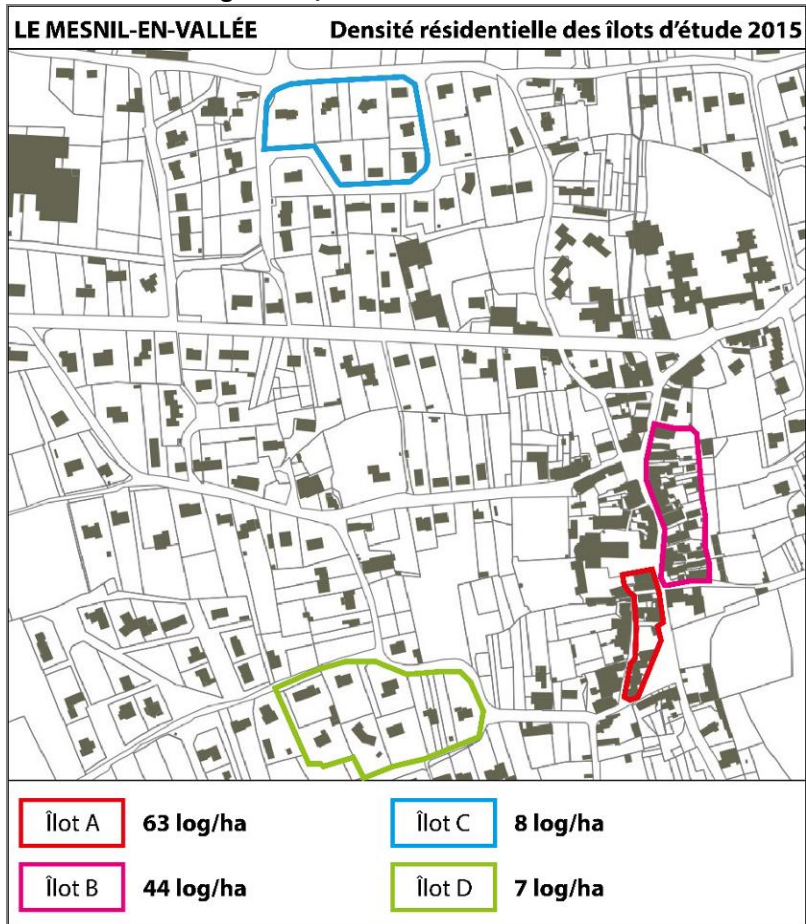 LE MESNIL-EN-VALLÉE Densité résidentielle des îlots d'étude 2015
Îlot A 63 log/ha Îlot C 8 log/ha
Îlot B 44 log/ha Îlot D 7 log/ha